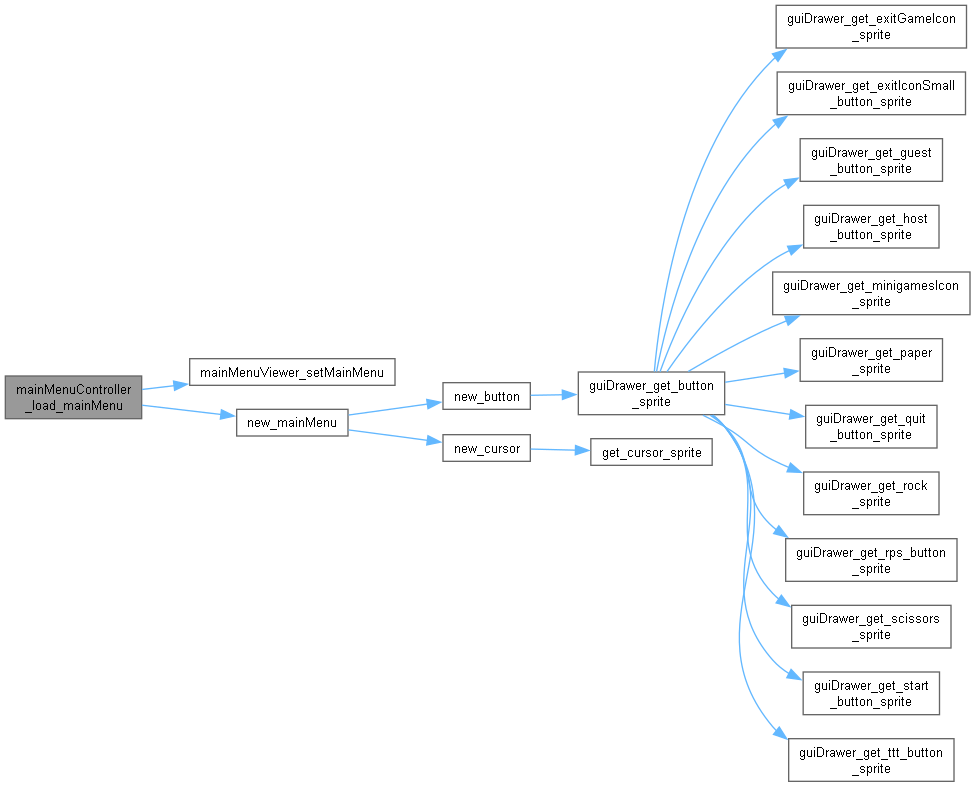 mainMenuController
_load_mainMenu
mainMenuViewer_setMainMenu
new_mainMenu
new_button
new_cursor
guiDrawer_get_button
_sprite
get_cursor_sprite
guiDrawer_get_exitGameIcon
_sprite
guiDrawer_get_exitIconSmall
_button_sprite
guiDrawer_get_guest
_button_sprite
guiDrawer_get_host
_button_sprite
guiDrawer_get_minigamesIcon
_sprite
guiDrawer_get_paper
_sprite
guiDrawer_get_quit
_button_sprite
guiDrawer_get_rock
_sprite
guiDrawer_get_rps_button
_sprite
guiDrawer_get_scissors
_sprite
guiDrawer_get_start
_button_sprite
guiDrawer_get_ttt_button
_sprite